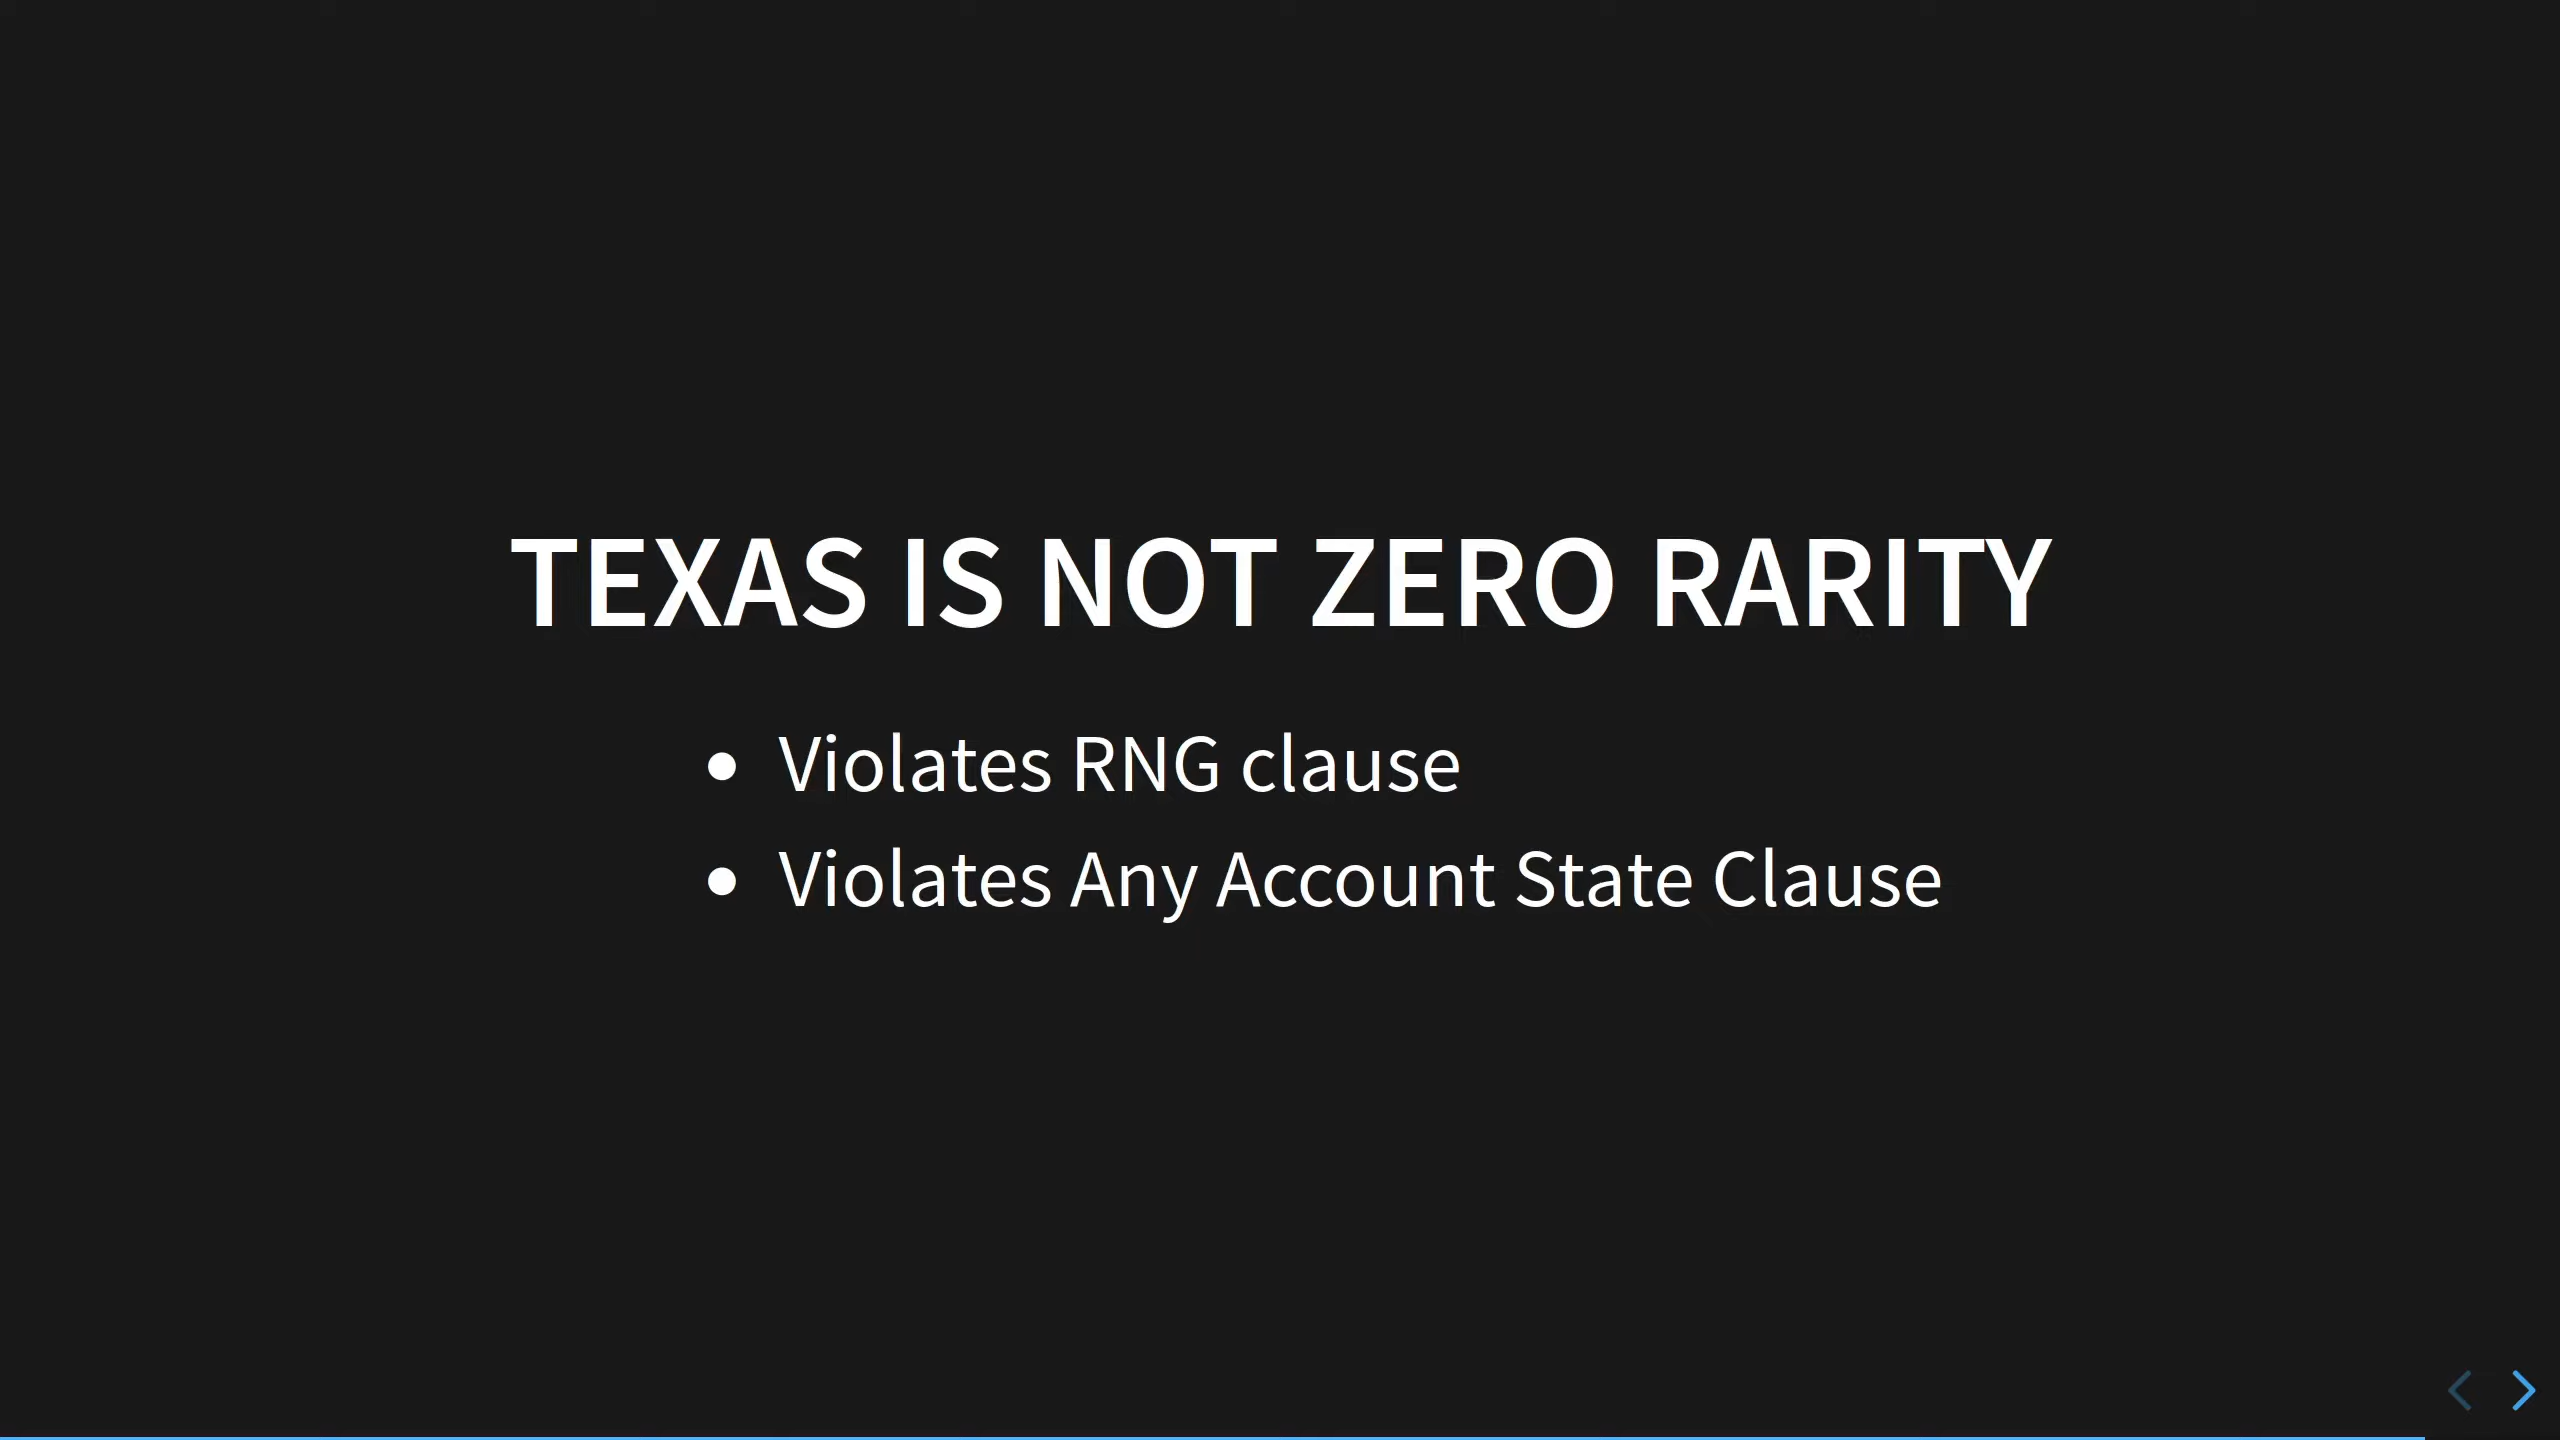 TEXAS IS NOT ZERO RARITY
• Violates RNG clause
• Violates Any Account State Clause